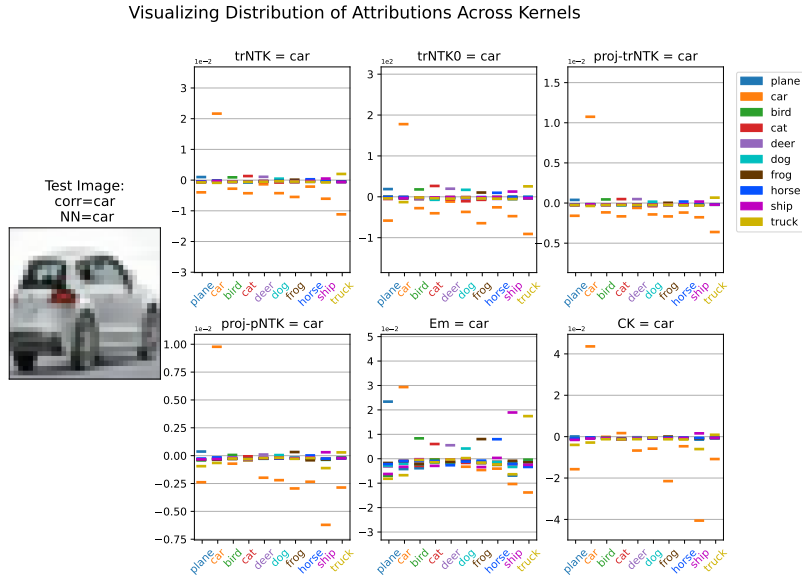 Visualizing Distribution of Attributions Across Kernels
Test Image:
corr=car
NN=car
trNTK = car
1e−2
3
2
1
0
−1
−2
−3
plane car bird cat deer dog frog horse ship truck
trNTK0 = car
1e2
3
2
1
0
−1
plane car bird cat deer dog frog horse ship truck
proj-trNTK = car
1e−2
1.5
1.0
0.5
0.0
−0.5
plane car bird cat deer dog frog horse ship truck
plane
car
bird
cat
deer
dog
frog
horse
ship
truck
proj-pNTK = car
1e−2
1.00
0.75
0.50
0.25
0.00
−0.25
−0.50
−0.75
plane car bird cat deer dog frog horse ship truck
Em = car
1e−2
5
4
3
2
1
0
−1
−2
−3
plane car bird cat deer dog frog horse ship truck
CK = car
1e−2
4
2
0
−2
−4
plane car bird cat deer dog frog horse ship truck